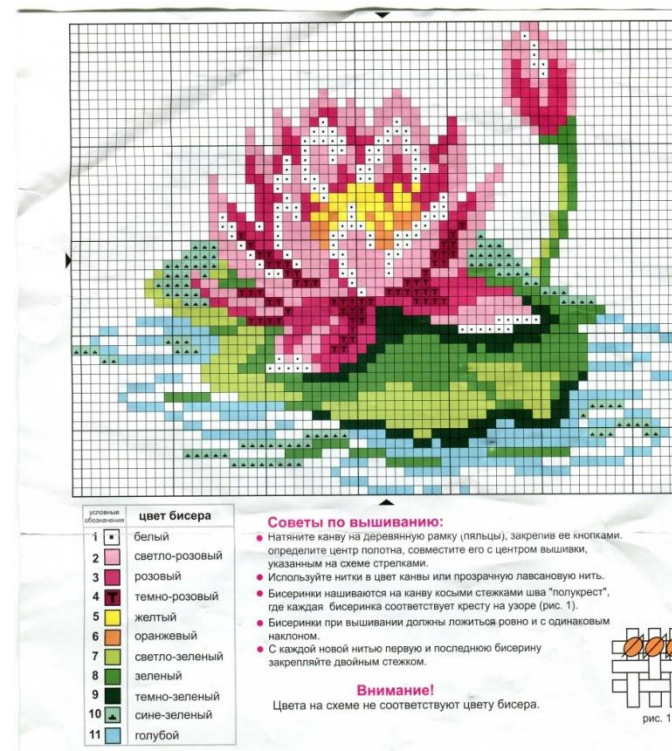 условные
обозначения
цвет бисера
1 белый
2 светло-розовый
3 розовый
4 Т темно-розовый
5 желтый
6 оранжевый
7 светло-зеленый
8 зеленый
9 темно-зеленый
10 сине-зеленый
11 голубой
Советы по вышиванию:
• Натяните канву на деревянную рамку (пяльцы), закрепив ее кнопками.
определите центр полотна, совместите его с центром вышивки,
указанным на схеме стрелками.
• Используйте нитки в цвет канвы или прозрачную лавсановую нить.
• Бисеринки нашиваются на канву косыми стежками шва "полукрест",
где каждая бисеринка соответствует кресту на узоре (рис. 1).
• Бисеринки при вышивании должны ложиться ровно и с одинаковым
наклоном.
• С каждой новой нитью первую и последнюю бисерину
закрепляйте двойным стежком.
Внимание!
Цвета на схеме не соответствуют цвету бисера.
рис. 1